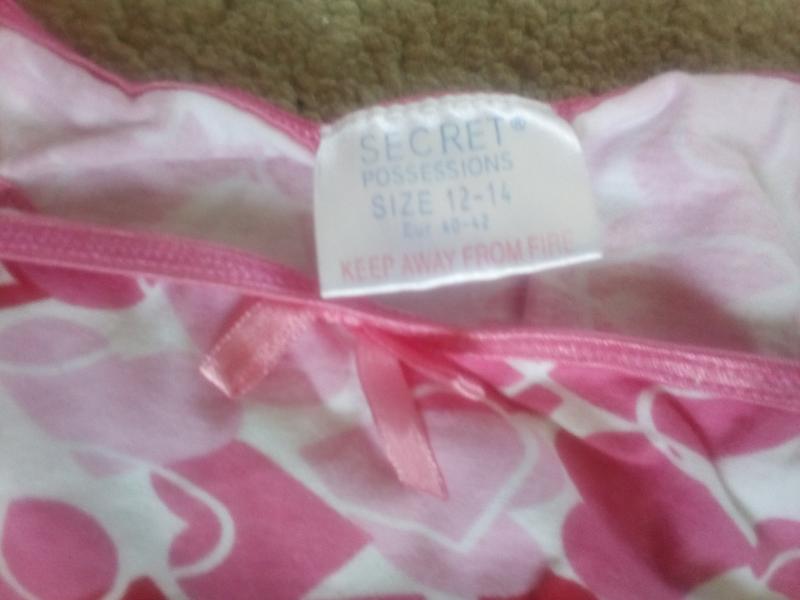 SECRET®
POSSESSIONS
SIZE 12-14
Eur 40-42
KEEP AWAY FROM FIRE